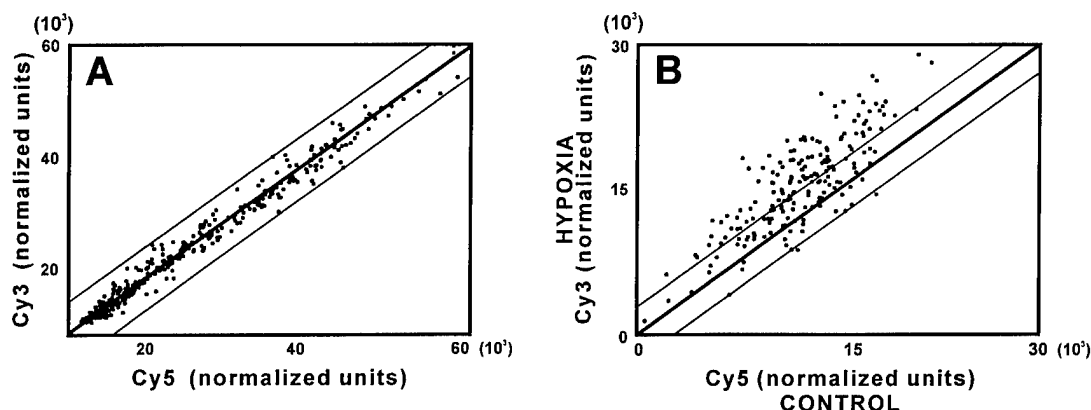 (10³)
60
A
40
20
Cy3 (normalized units)
20 40 60 (10³)
Cy5 (normalized units)
(10³)
30
B
15
0
HYPOXIA
Cy3 (normalized units)
0 15 30 (10³)
Cy5 (normalized units)
CONTROL